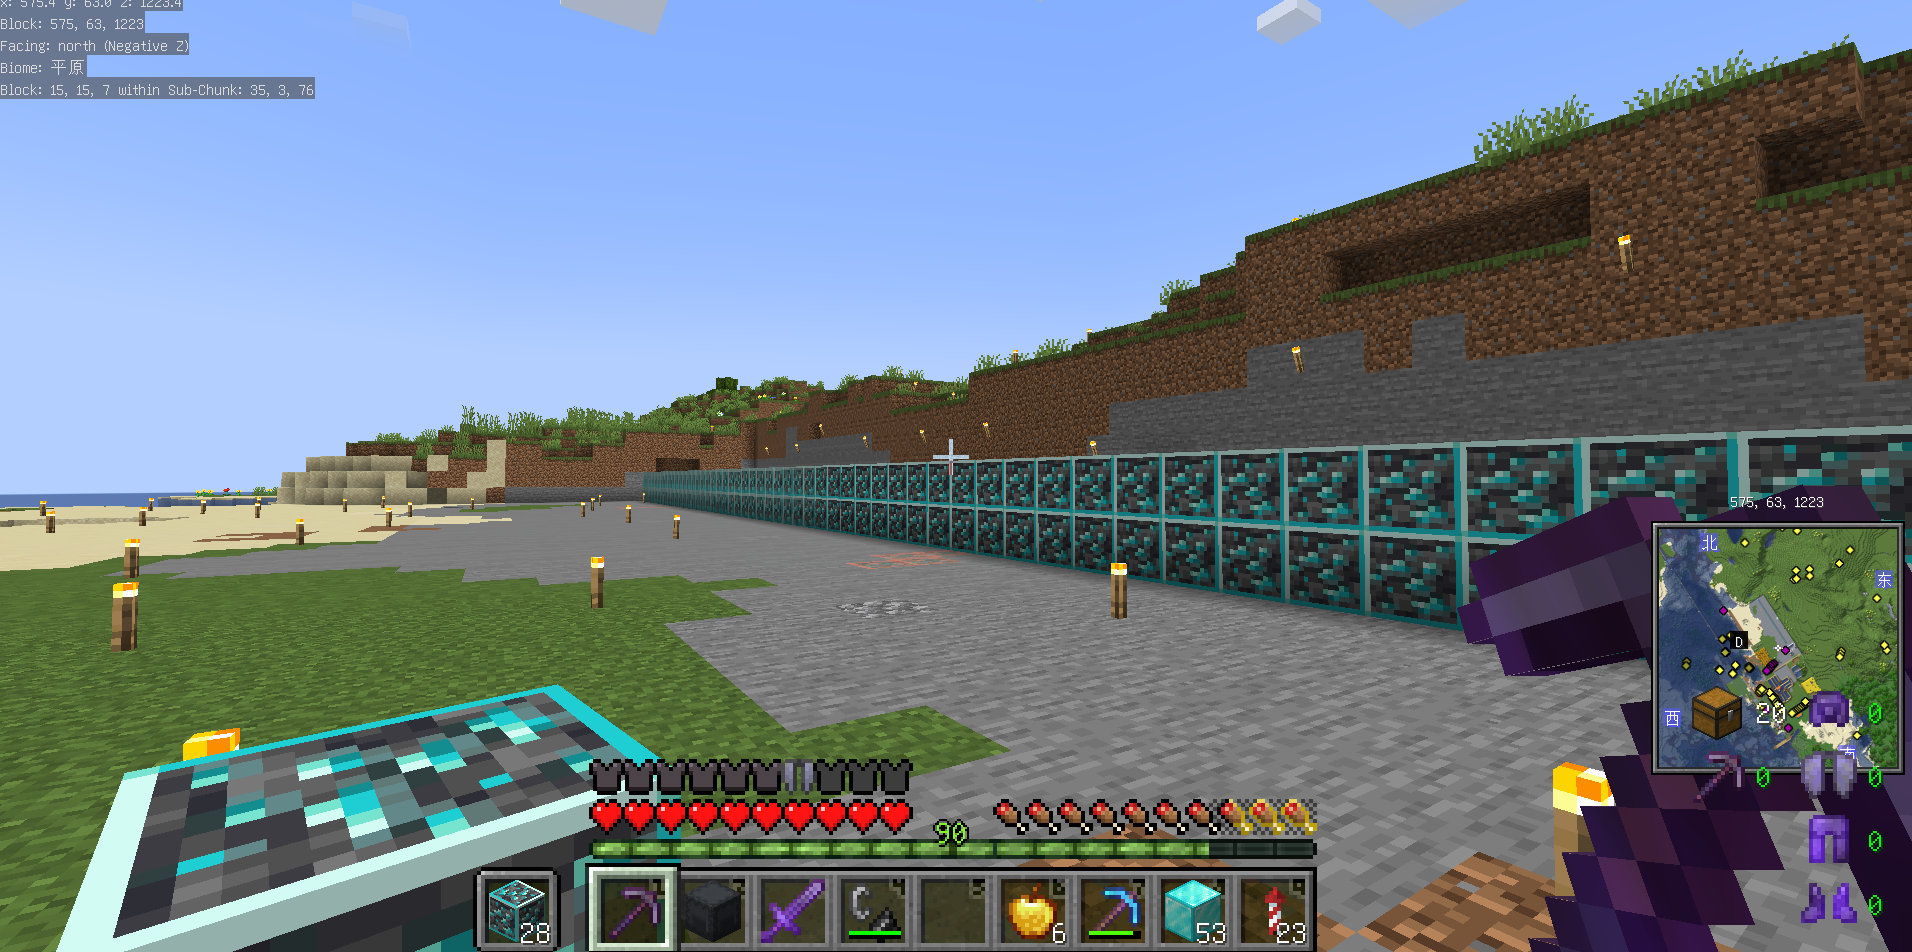 x: 575.4 y: 63.0 z: 1223.4
Block: 575, 63, 1223
Facing: north (Negative Z)
Biome: 平原
Block: 15, 15, 7 within Sub-Chunk: 35, 3, 76
575, 63, 1223
北
东
D
西
20
0
南
0
0
0
0
90
28
6
53
23